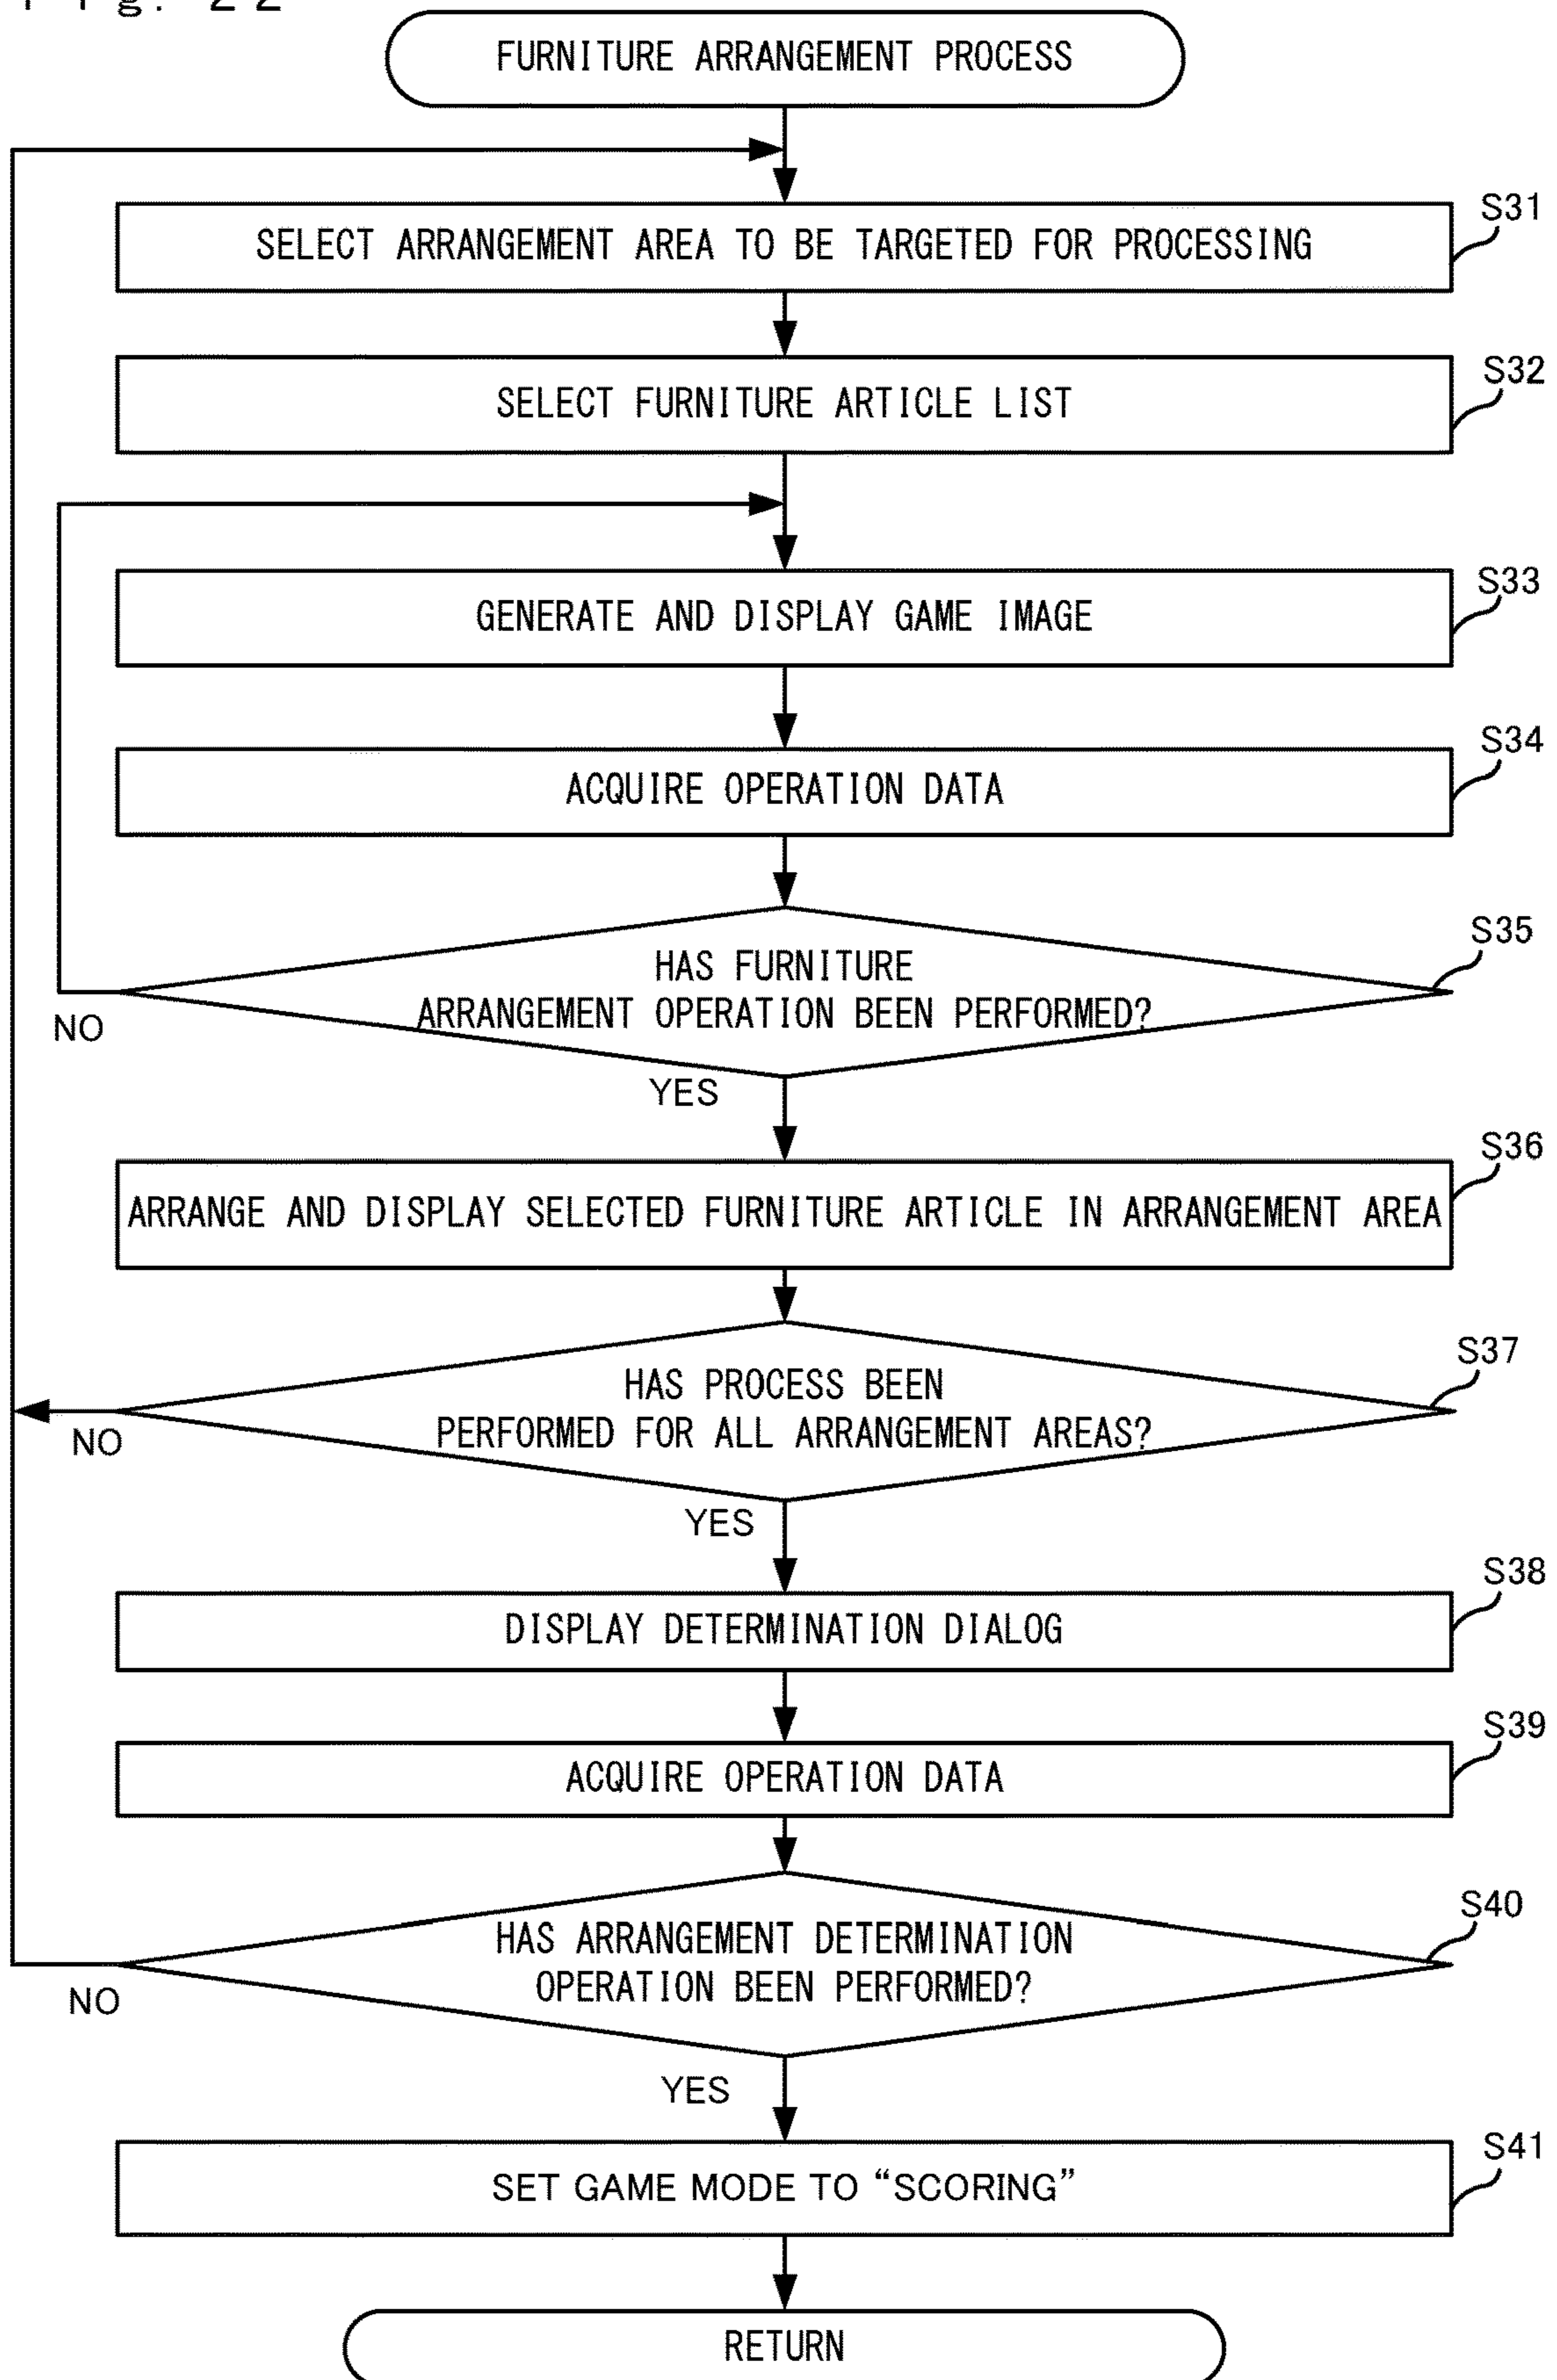 Fig. 22
FURNITURE ARRANGEMENT PROCESS
S31
SELECT ARRANGEMENT AREA TO BE TARGETED FOR PROCESSING
S32
SELECT FURNITURE ARTICLE LIST
S33
GENERATE AND DISPLAY GAME IMAGE
S34
ACQUIRE OPERATION DATA
S35
HAS FURNITURE
ARRANGEMENT OPERATION BEEN PERFORMED?
NO
YES
S36
ARRANGE AND DISPLAY SELECTED FURNITURE ARTICLE IN ARRANGEMENT AREA
S37
HAS PROCESS BEEN
PERFORMED FOR ALL ARRANGEMENT AREAS?
NO
YES
S38
DISPLAY DETERMINATION DIALOG
S39
ACQUIRE OPERATION DATA
S40
HAS ARRANGEMENT DETERMINATION
OPERATION BEEN PERFORMED?
NO
YES
S41
SET GAME MODE TO “SCORING”
RETURN